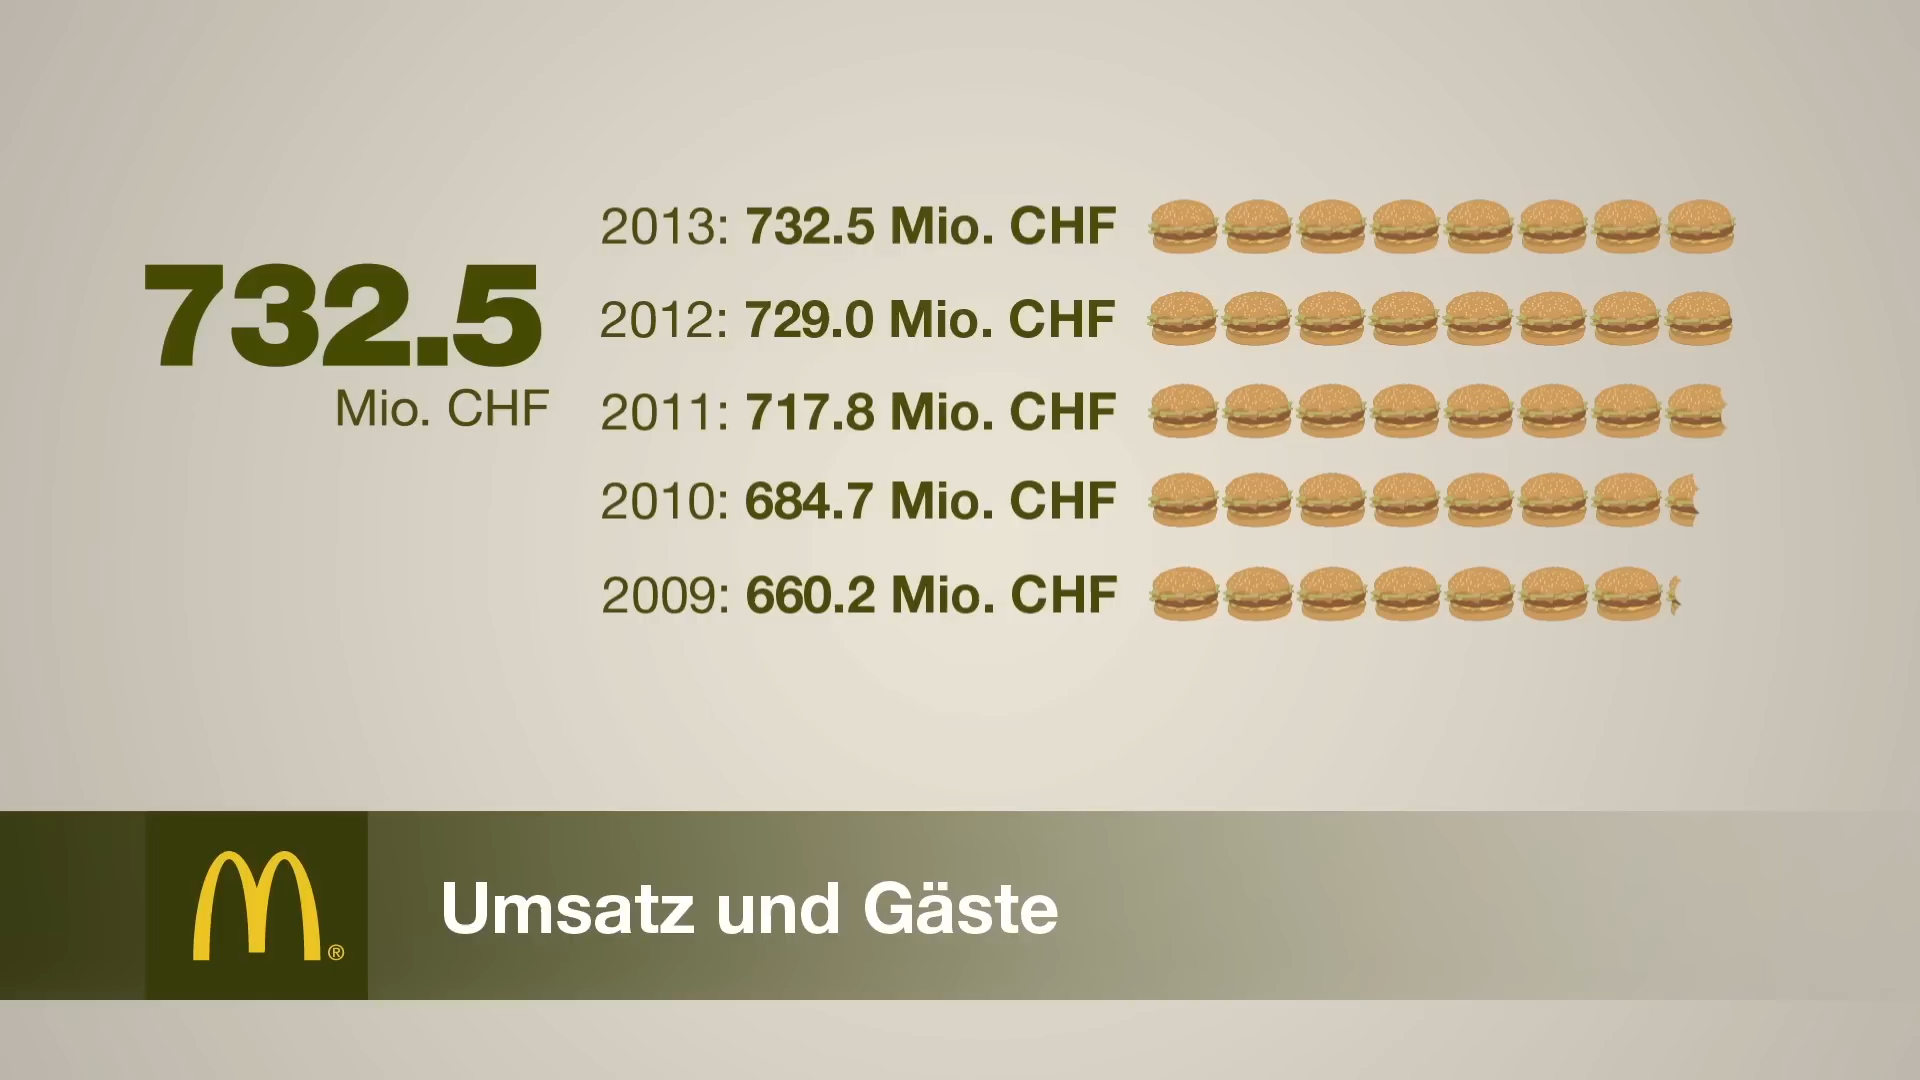 732.5
Mio. CHF
2013: 732.5 Mio. CHF
2012: 729.0 Mio. CHF
2011: 717.8 Mio. CHF
2010: 684.7 Mio. CHF
2009: 660.2 Mio. CHF
M®
Umsatz und Gäste